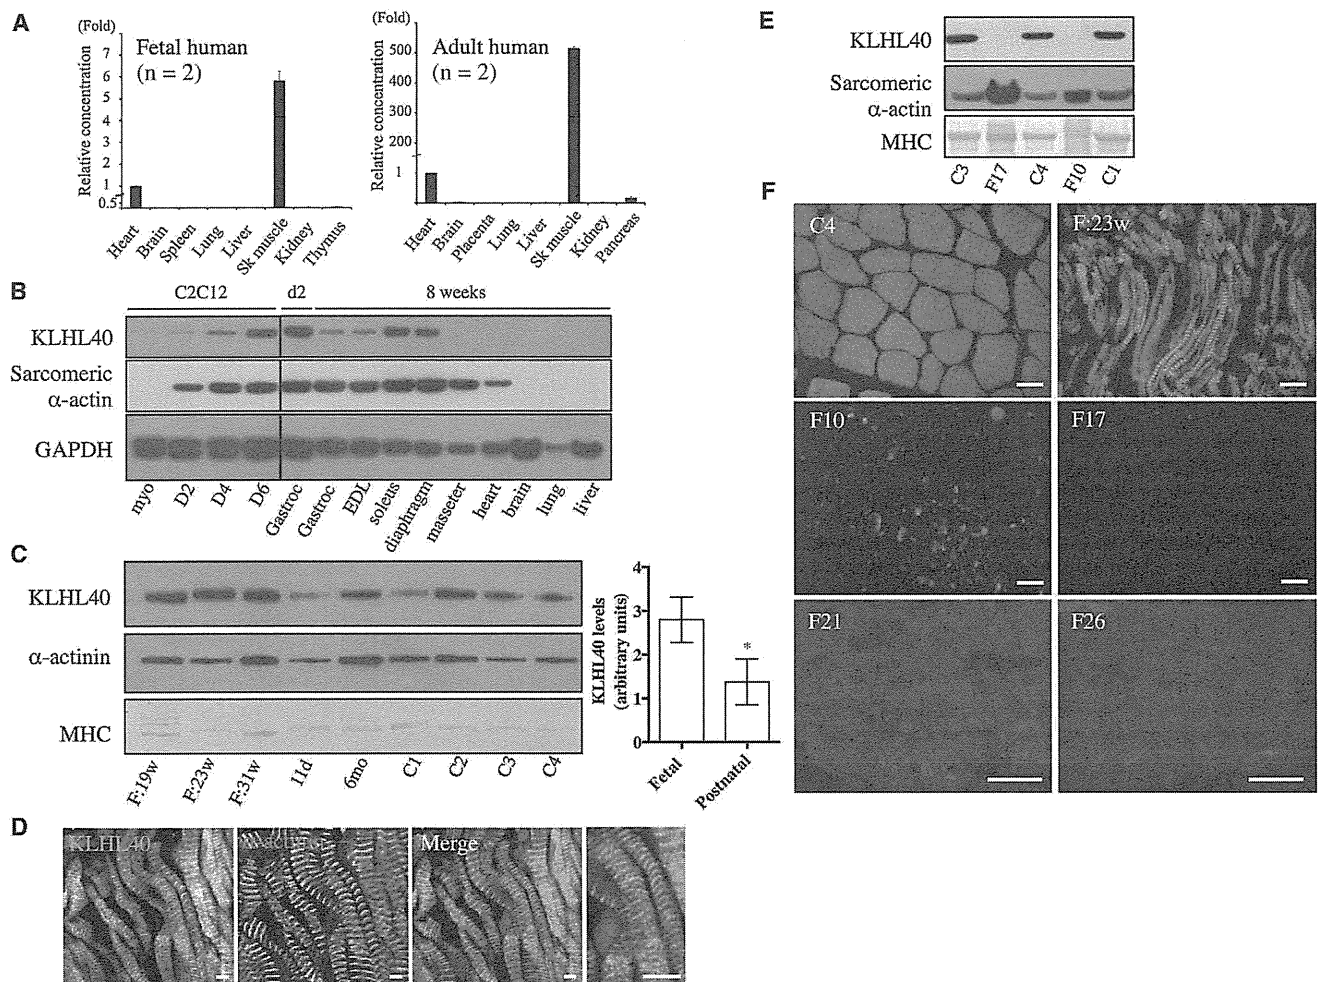 A
(Fold)
Relative concentration
7
6
5
4
3
2
1
0.5
Fetal human
(n = 2)
Heart
Brain
Spleen
Lung
Liver
Sk muscle
Kidney
Thymus
(Fold)
Relative concentration
500
400
300
200
1
Adult human
(n = 2)
Heart
Brain
Placenta
Lung
Liver
Sk muscle
Kidney
Pancreas
B
C2C12
d2
8 weeks
KLHL40
Sarcomeric
α-actin
GAPDH
myo
D2
D4
D6
Gastroc
Gastroc
EDL
soleus
diaphragm
masseter
heart
brain
lung
liver
C
KLHL40
α-actinin
MHC
F:19w
F:23w
F:31w
11d
6mo
C1
C2
C3
C4
KLHL40 levels
(arbitrary units)
4
3
2
1
0
*
Fetal
Postnatal
D
KLHL40
Merge
E
KLHL40
Sarcomeric
α-actin
MHC
C3
F17
C4
F10
C1
F
C4
F:23w
F10
F17
F21
F26